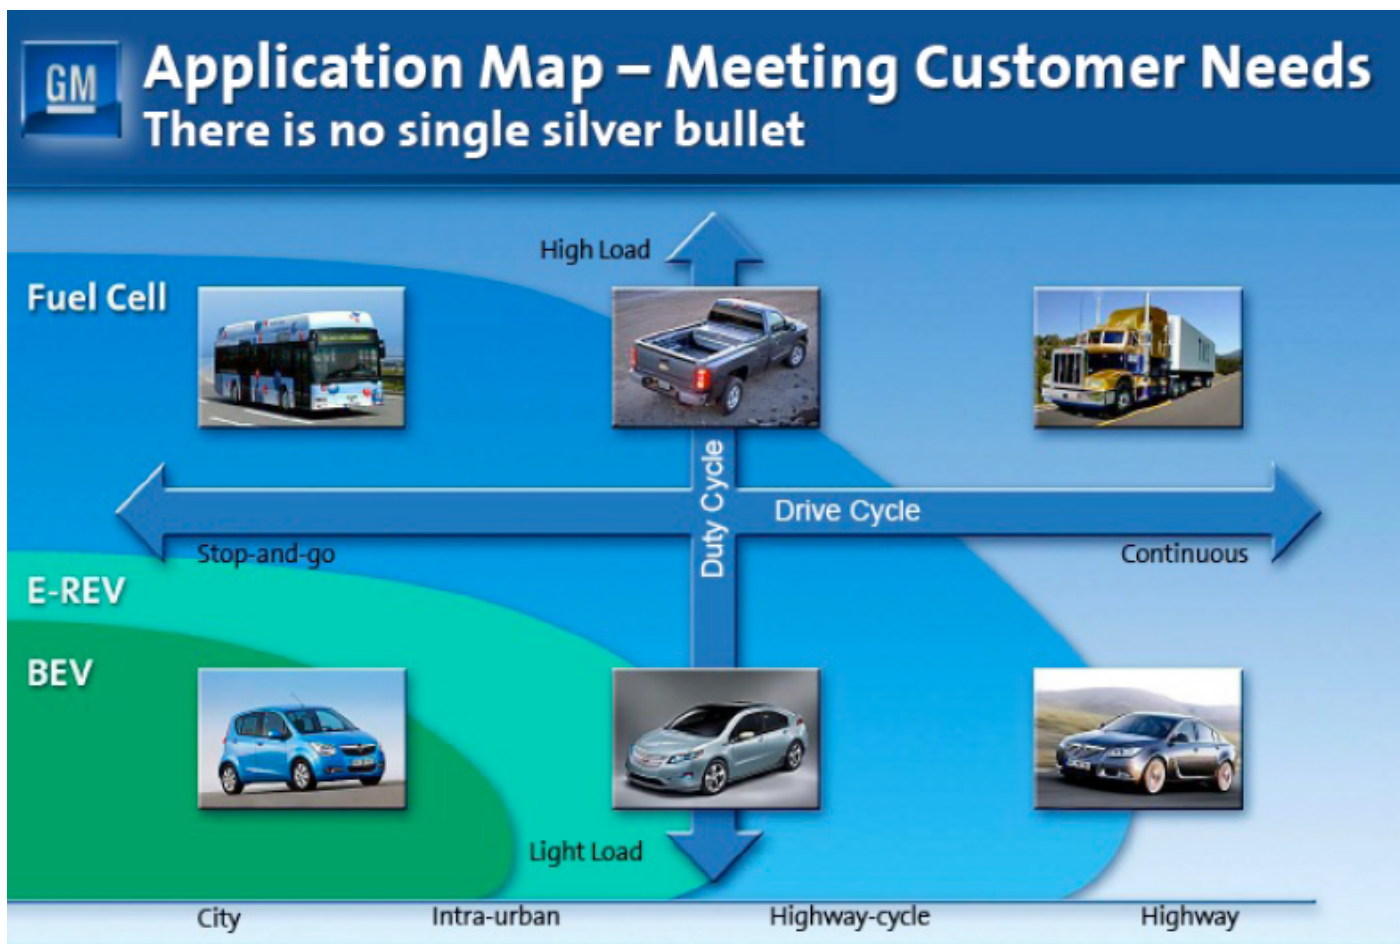 GM
Application Map – Meeting Customer Needs
There is no single silver bullet
High Load
Fuel Cell
Duty Cycle
Drive Cycle
Stop-and-go
Continuous
E-REV
BEV
Light Load
City
Intra-urban
Highway-cycle
Highway